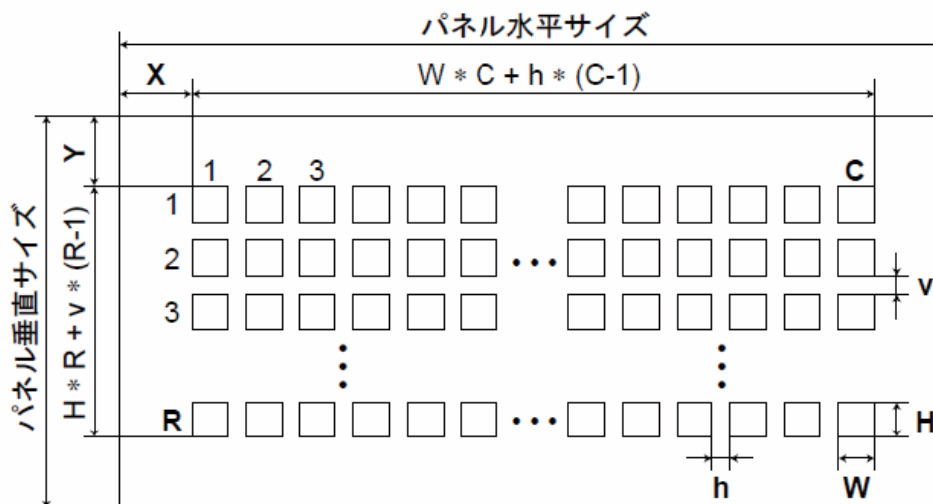 パネル水平サイズ
X
W * C + h * (C-1)
Y
パネル垂直サイズ
H * R + v * (R-1)
1 2 3 C
1
2
3
R
v
H
h
W